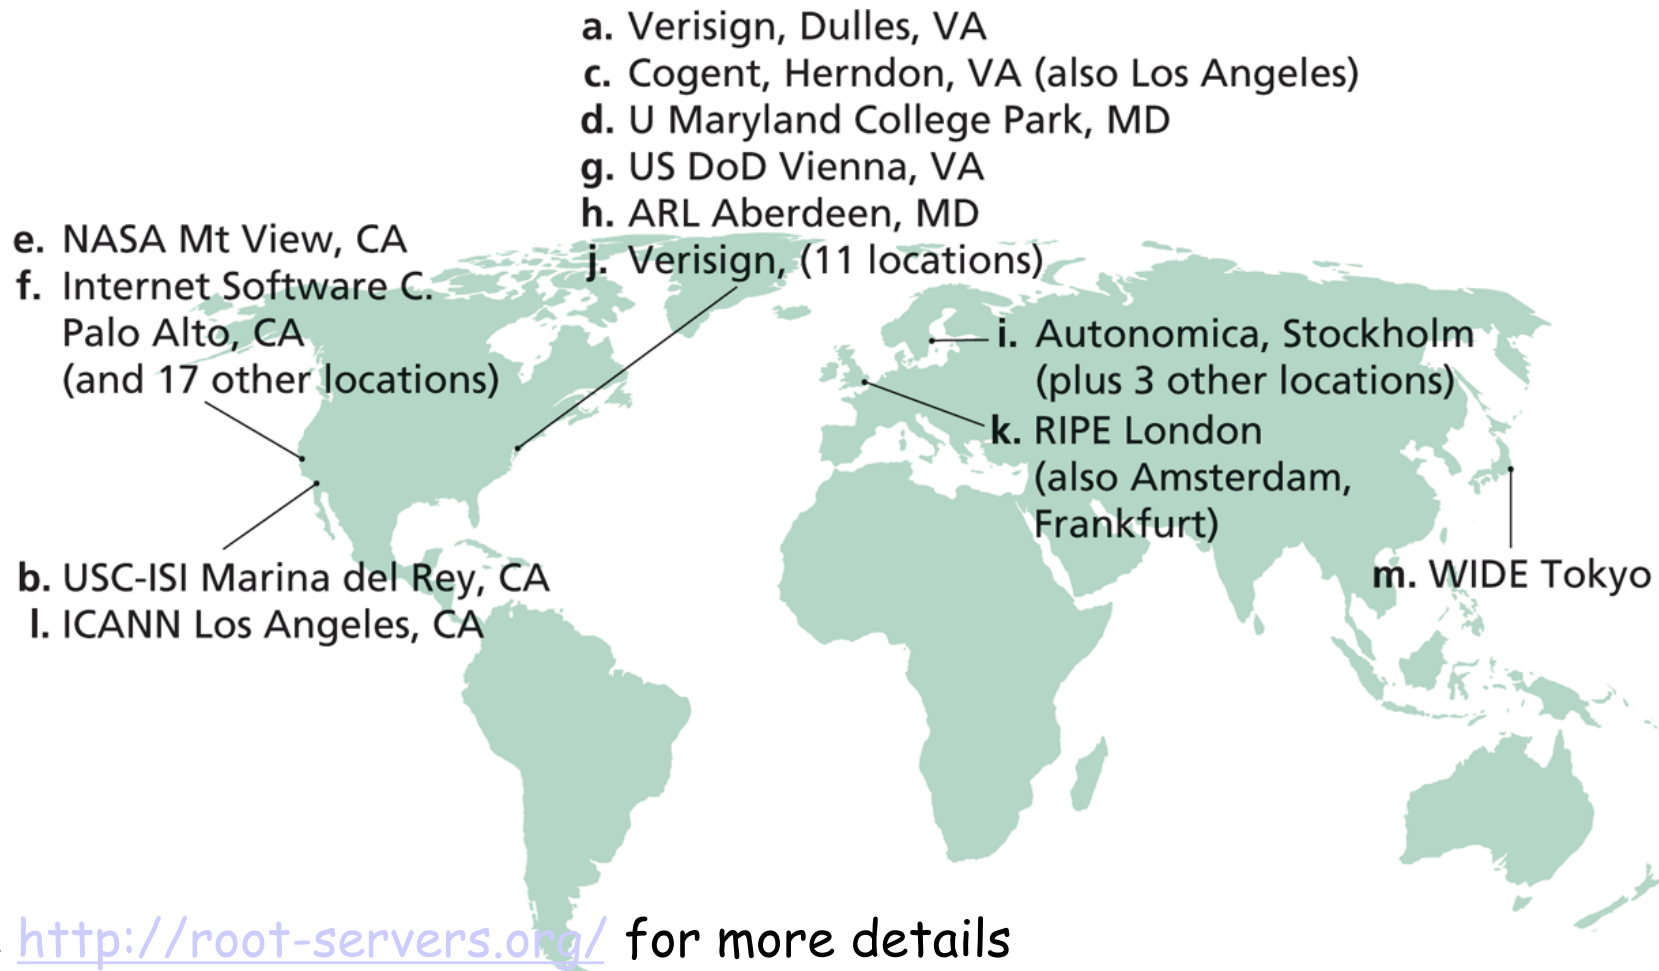 a. Verisign, Dulles, VA
c. Cogent, Herndon, VA (also Los Angeles)
d. U Maryland College Park, MD
g. US DoD Vienna, VA
h. ARL Aberdeen, MD
j. Verisign, (11 locations)
e. NASA Mt View, CA
f. Internet Software C.
Palo Alto, CA
(and 17 other locations)
i. Autonomica, Stockholm
(plus 3 other locations)
k. RIPE London
(also Amsterdam,
Frankfurt)
m. WIDE Tokyo
b. USC-ISI Marina del Rey, CA
l. ICANN Los Angeles, CA
http://root-servers.org/ for more details